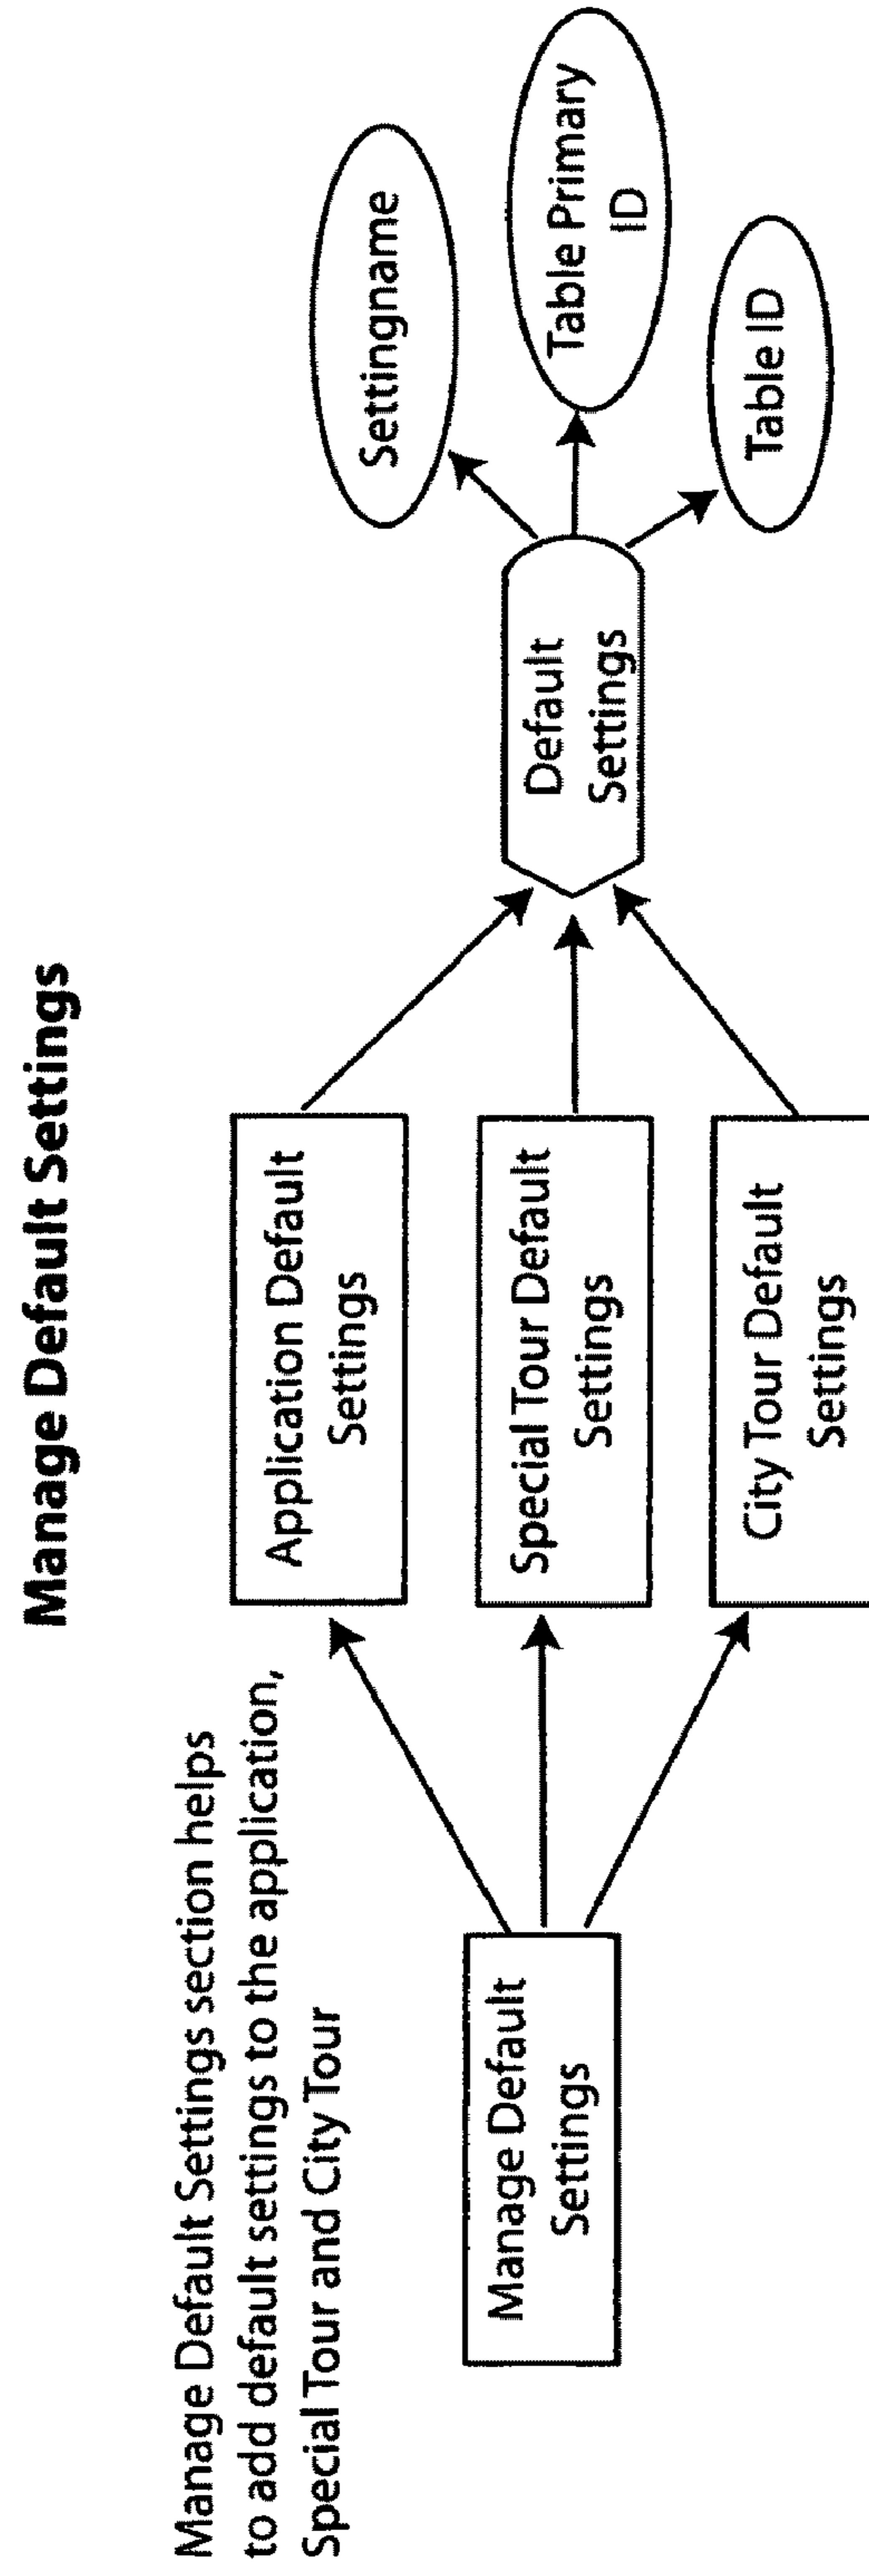 Manage Default Settings
Manage Default Settings section helps
to add default settings to the application,
Special Tour and City Tour
Manage Default
Settings
Application Default
Settings
Special Tour Default
Settings
City Tour Default
Settings
Default
Settings
Settingname
Table Primary
ID
Table ID